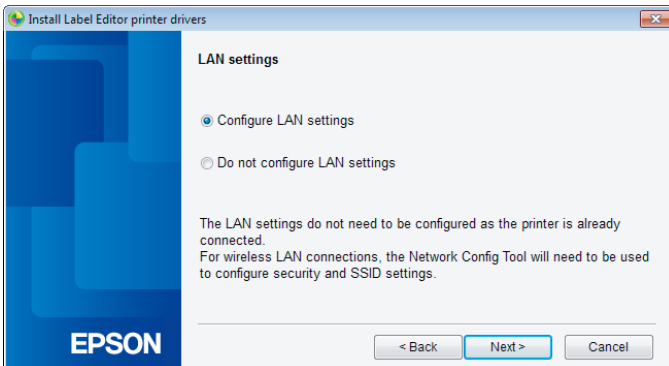 Install Label Editor printer drivers
LAN settings
Configure LAN settings
Do not configure LAN settings
The LAN settings do not need to be configured as the printer is already
connected.
For wireless LAN connections, the Network Config Tool will need to be used
to configure security and SSID settings.
EPSON
< Back
Next >
Cancel